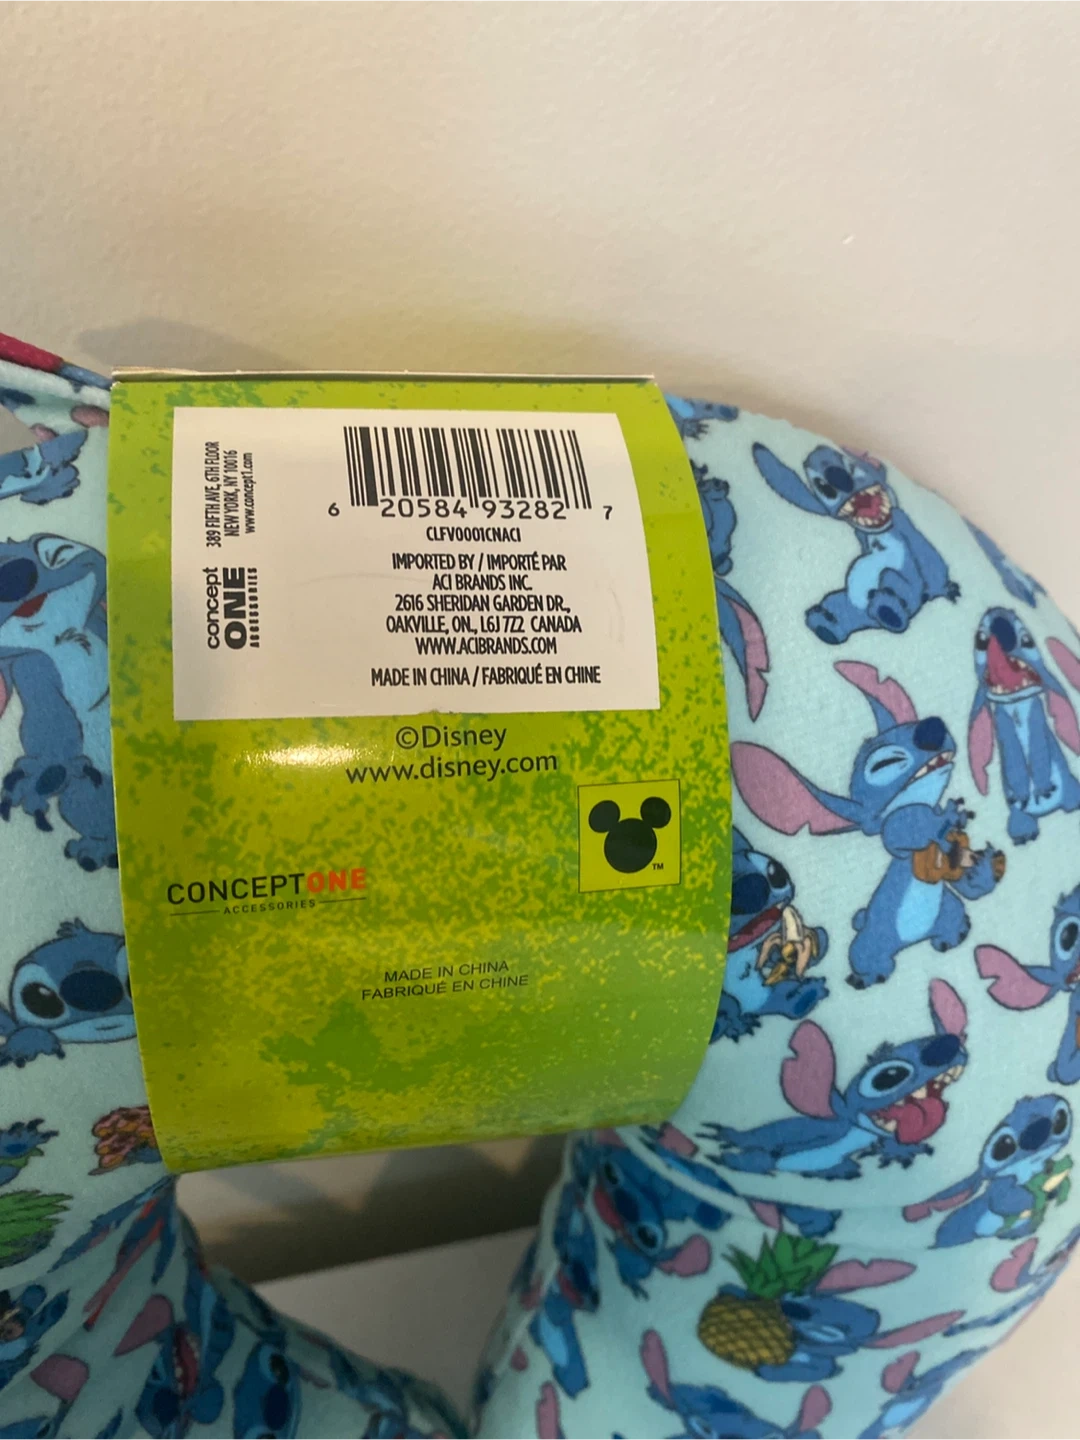 389 FIFTH AVE, 6TH FLOOR
NEW YORK, NY 10016
www.concept1.com
concept
ONE
ACCESSORIES
6 20584 93282 7
CLFV0001CNACI
IMPORTED BY / IMPORTÉ PAR
ACI BRANDS INC.
2616 SHERIDAN GARDEN DR.,
OAKVILLE, ON., L6J 7Z2 CANADA
WWW.ACIBRANDS.COM
MADE IN CHINA / FABRIQUÉ EN CHINE
©Disney
www.disney.com
TM
CONCEPTONE
ACCESSORIES
MADE IN CHINA
FABRIQUÉ EN CHINE